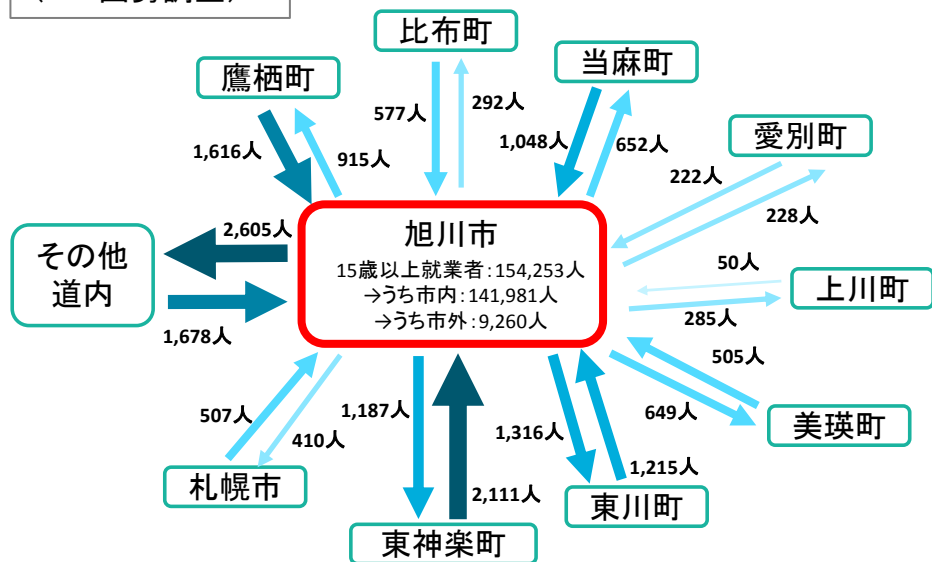 比布町
当麻町
鷹栖町
577人
292人
1,048人
652人
愛別町
1,616人
915人
222人
228人
その他
道内
2,605人
1,678人
旭川市
15歳以上就業者：154,253人
→うち市内：141,981人
→うち市外：9,260人
50人
上川町
285人
505人
649人
美瑛町
507人
410人
札幌市
1,187人
2,111人
東神楽町
1,316人
1,215人
東川町